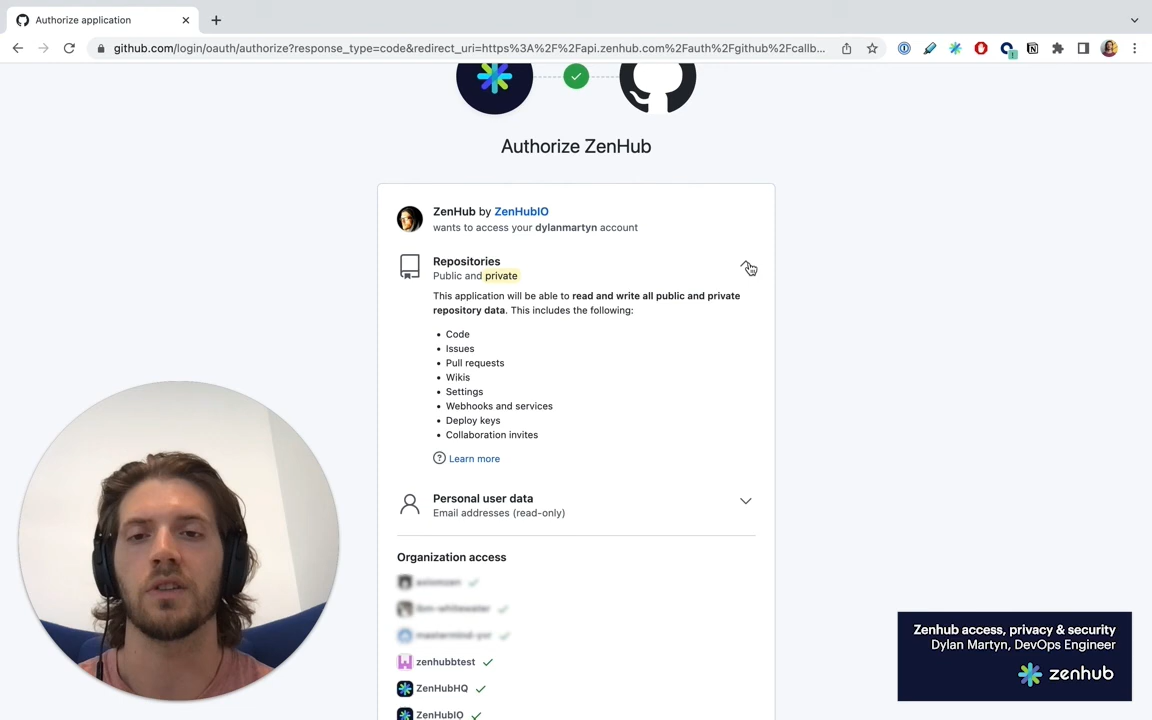 Authorize application
github.com/login/oauth/authorize?response_type=code&redirect_uri=https%3A%2F%2Fapi.zenhub.com%2Fauth%2Fgithub%2Fcallb...
Authorize ZenHub
ZenHub by ZenHubIO
wants to access your dylanmartyn account
Repositories
Public and private
This application will be able to read and write all public and private
repository data. This includes the following:
• Code
• Issues
• Pull requests
• Wikis
• Settings
• Webhooks and services
• Deploy keys
• Collaboration invites
Learn more
Personal user data
Email addresses (read-only)
Organization access
zenhubbtest
ZenHubHQ
ZenHubIO
Zenhub access, privacy & security
Dylan Martyn, DevOps Engineer
zenhub